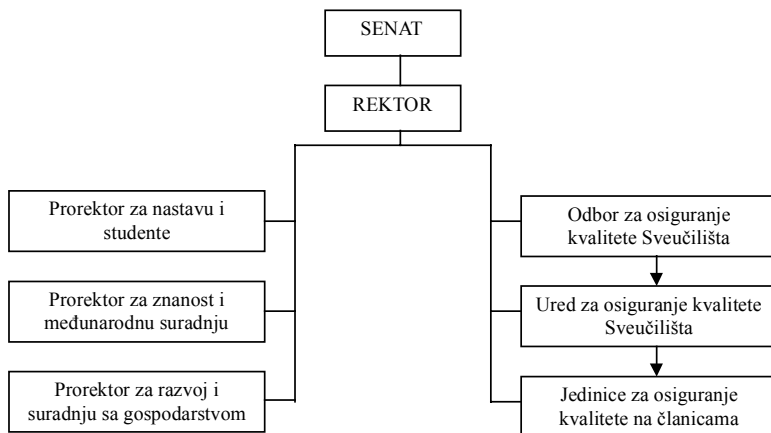 SENAT
REKTOR
Prorektor za nastavu i
studente
Prorektor za znanost i
međunarodnu suradnju
Prorektor za razvoj i
suradnju sa gospodarstvom
Odbor za osiguranje
kvalitete Sveučilišta
Ured za osiguranje kvalitete
Sveučilišta
Jedinice za osiguranje
kvalitete na članicama